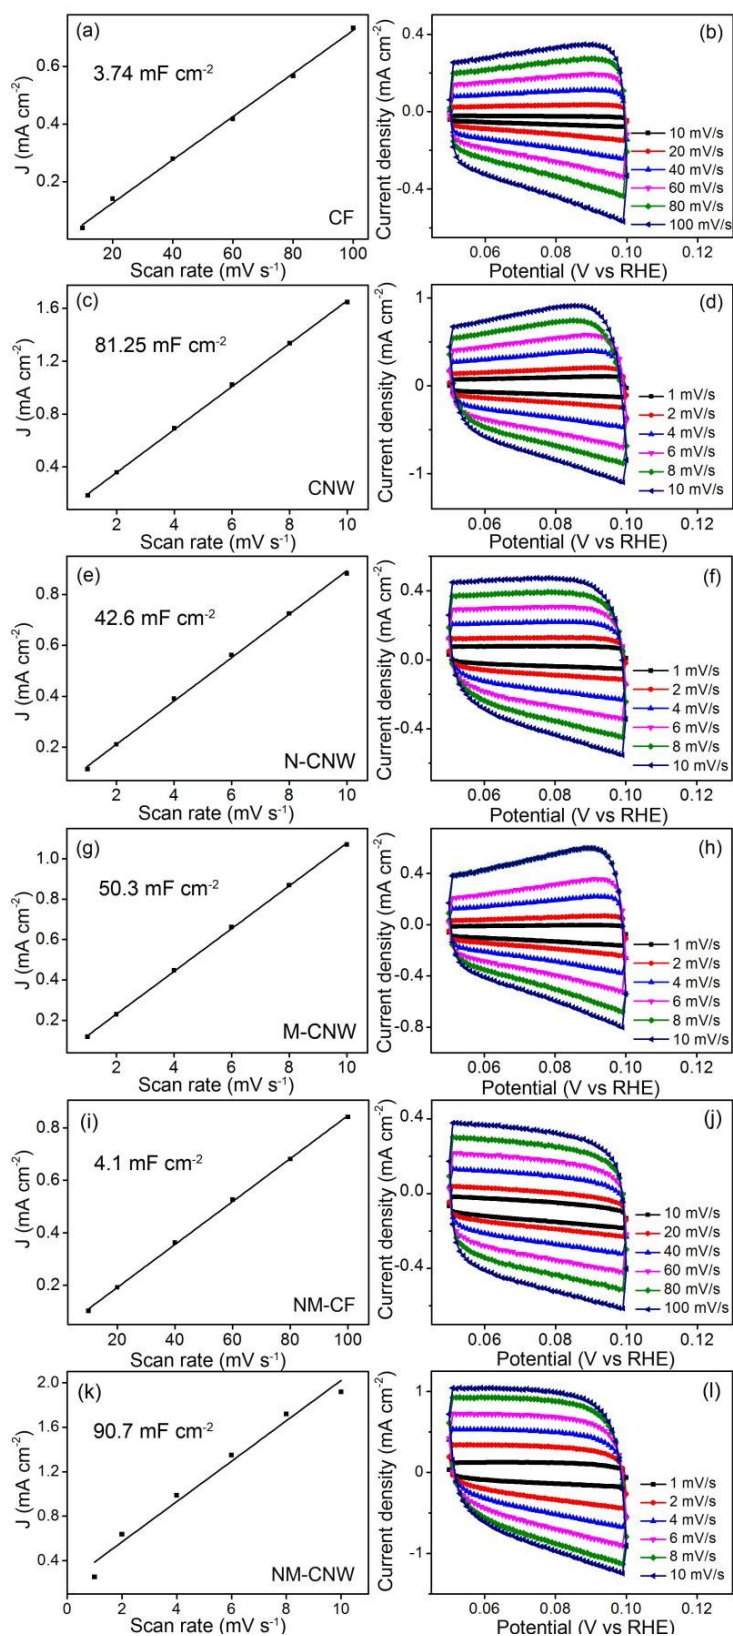 (a)
3.74 mF cm⁻²
CF
J (mA cm⁻²)
0.6
0.4
0.2
20 40 60 80 100
Scan rate (mV s⁻¹)
(b)
Current density (mA cm⁻²)
0.4
0.0
-0.4
10 mV/s
20 mV/s
40 mV/s
60 mV/s
80 mV/s
100 mV/s
0.06 0.08 0.10 0.12
Potential (V vs RHE)
(c)
81.25 mF cm⁻²
CNW
J (mA cm⁻²)
1.6
1.2
0.8
0.4
2 4 6 8 10
Scan rate (mV s⁻¹)
(d)
Current density (mA cm⁻²)
1
0
-1
1 mV/s
2 mV/s
4 mV/s
6 mV/s
8 mV/s
10 mV/s
0.06 0.08 0.10 0.12
Potential (V vs RHE)
(e)
42.6 mF cm⁻²
N-CNW
J (mA cm⁻²)
0.8
0.6
0.4
0.2
2 4 6 8 10
Scan rate (mV s⁻¹)
(f)
Current density (mA cm⁻²)
0.4
0.0
-0.4
1 mV/s
2 mV/s
4 mV/s
6 mV/s
8 mV/s
10 mV/s
0.06 0.08 0.10 0.12
Potential (V vs RHE)
(g)
50.3 mF cm⁻²
M-CNW
J (mA cm⁻²)
1.0
0.8
0.6
0.4
0.2
2 4 6 8 10
Scan rate (mV s⁻¹)
(h)
Current density (mA cm⁻²)
0.4
0.0
-0.4
-0.8
1 mV/s
2 mV/s
4 mV/s
6 mV/s
8 mV/s
10 mV/s
0.06 0.08 0.10 0.12
Potential (V vs RHE)
(i)
4.1 mF cm⁻²
NM-CF
J (mA cm⁻²)
0.8
0.6
0.4
0.2
20 40 60 80 100
Scan rate (mV s⁻¹)
(j)
Current density (mA cm⁻²)
0.4
0.0
-0.4
10 mV/s
20 mV/s
40 mV/s
60 mV/s
80 mV/s
100 mV/s
0.06 0.08 0.10 0.12
Potential (V vs RHE)
(k)
90.7 mF cm⁻²
NM-CNW
J (mA cm⁻²)
2.0
1.6
1.2
0.8
0.4
0 2 4 6 8 10
Scan rate (mV s⁻¹)
(l)
Current density (mA cm⁻²)
1
0
-1
1 mV/s
2 mV/s
4 mV/s
6 mV/s
8 mV/s
10 mV/s
0.06 0.08 0.10 0.12
Potential (V vs RHE)